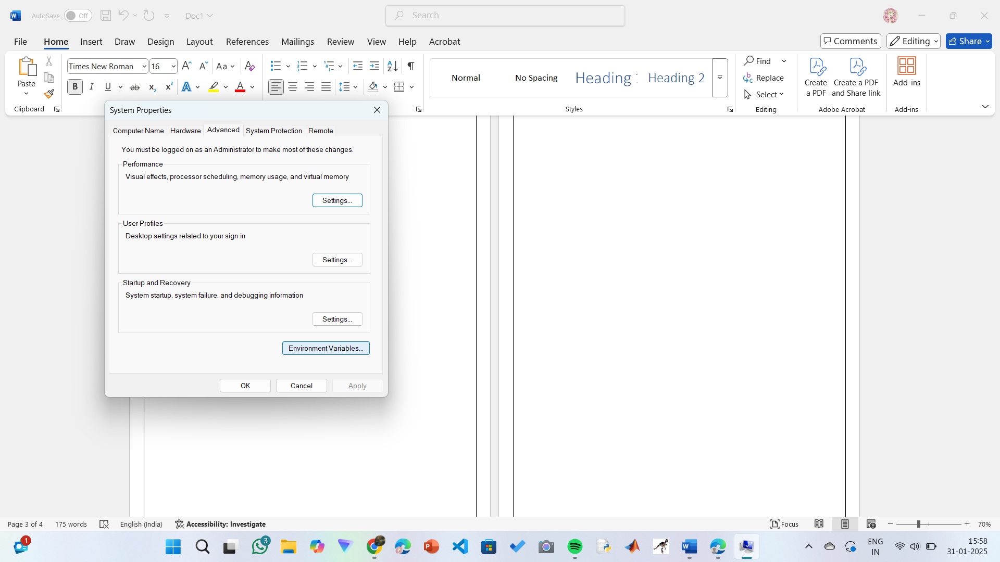 AutoSave Off Doc1 Search
File Home Insert Draw Design Layout References Mailings Review View Help Acrobat Comments Editing Share
Paste Times New Roman 16 Aa Normal No Spacing Heading Heading 2 Find Replace Select Create a PDF Create a PDF and Share link Add-ins
Clipboard Styles Editing Adobe Acrobat Add-ins
System Properties
Computer Name Hardware Advanced System Protection Remote
You must be logged on as an Administrator to make most of these changes.
Performance
Visual effects, processor scheduling, memory usage, and virtual memory
Settings...
User Profiles
Desktop settings related to your sign-in
Settings...
Startup and Recovery
System startup, system failure, and debugging information
Settings...
Environment Variables...
OK Cancel Apply
Page 3 of 4 175 words English (India) Accessibility: Investigate Focus 70%
1 3 ENG 15:58
IN 31-01-2025